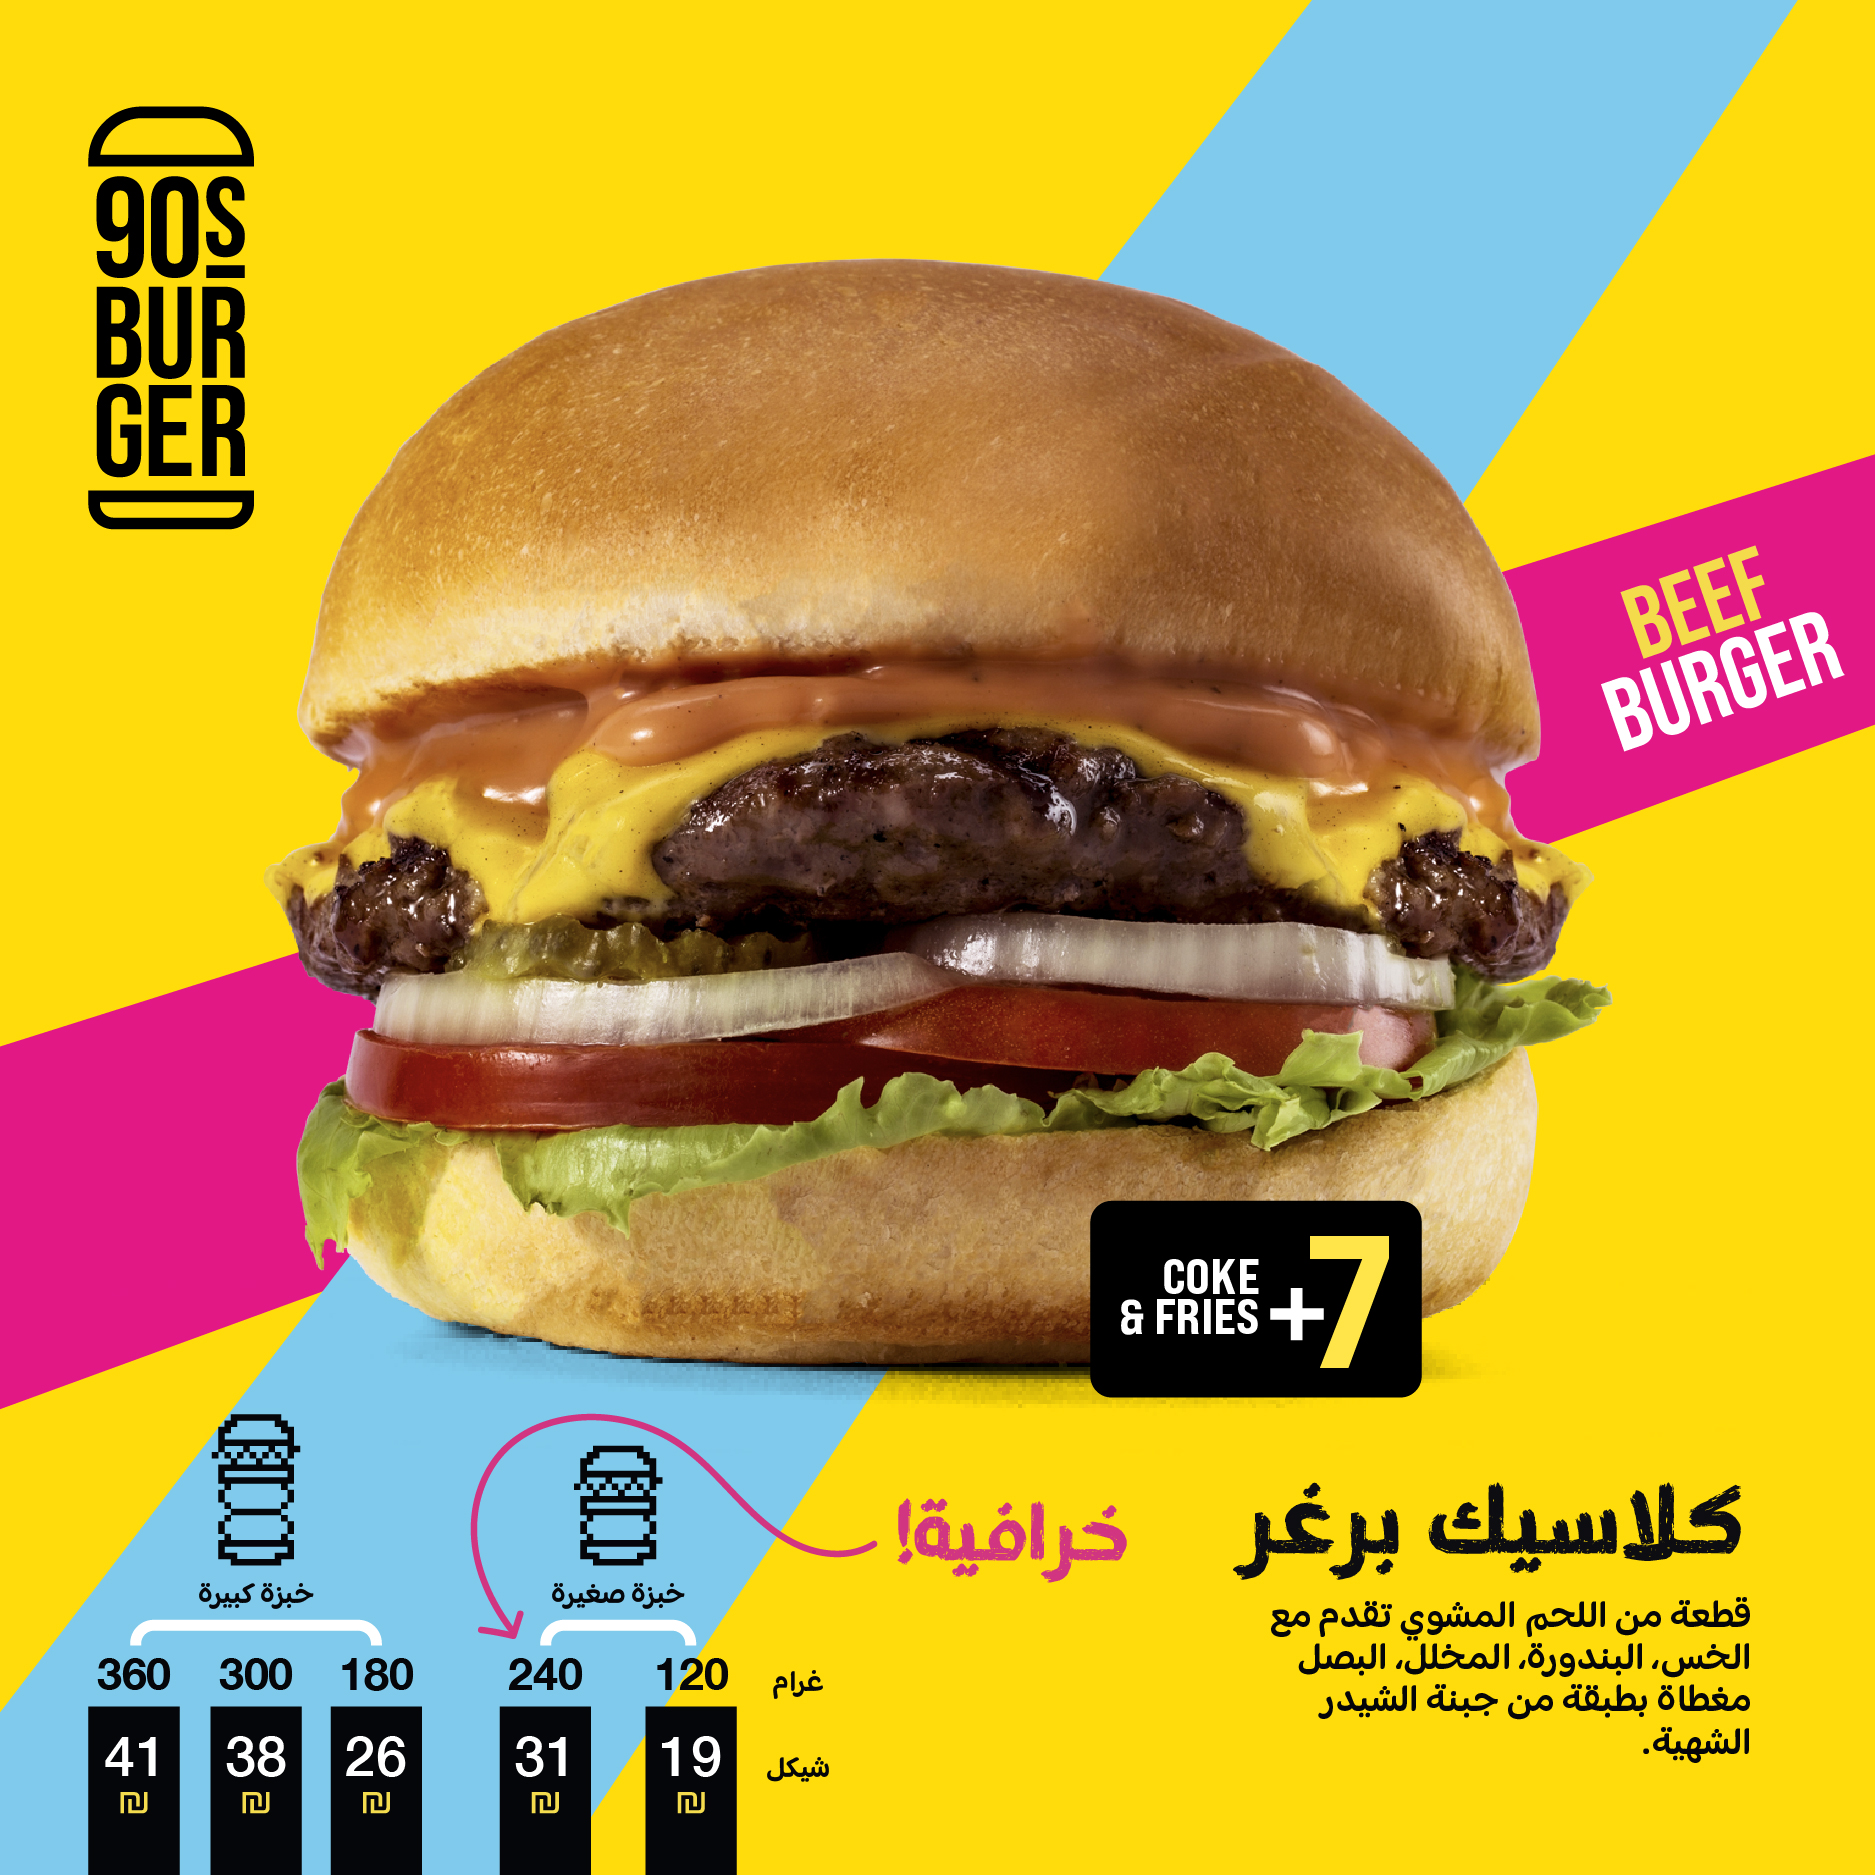 90S
BUR
GER
BEEF
BURGER
COKE
& FRIES +7
كلاسيك برغر
خرافية!
قطعة من اللحم المشوي تقدم مع
الخس، البندورة، المخلل، البصل
مغطاة بطبقة من جبنة الشيدر
الشهية.
خبزة صغيرة
خبزة كبيرة
غرام
120 240 180 300 360
شيكل
19 31 26 38 41
₪ ₪ ₪ ₪ ₪